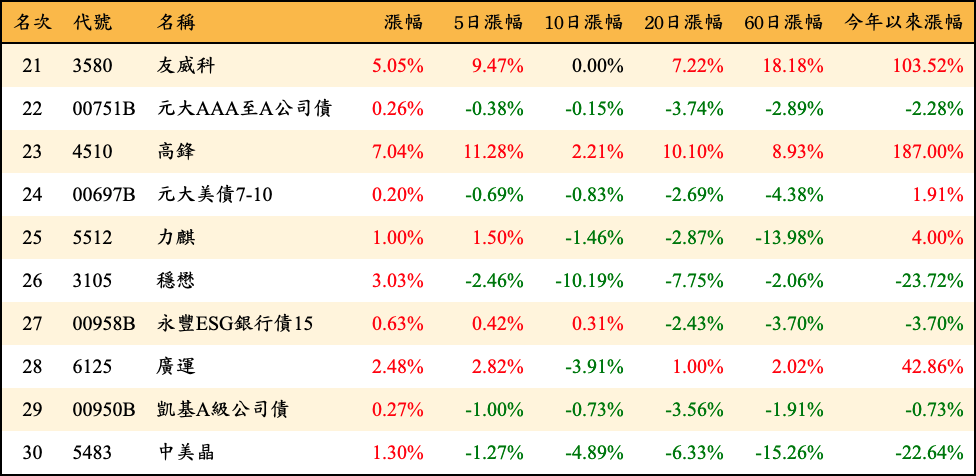 名次 代號 名稱 漲幅 5日漲幅 10日漲幅 20日漲幅 60日漲幅 今年以來漲幅
21 3580 友威科 5.05% 9.47% 0.00% 7.22% 18.18% 103.52%
22 00751B 元大AAA至A公司債 0.26% -0.38% -0.15% -3.74% -2.89% -2.28%
23 4510 高鋒 7.04% 11.28% 2.21% 10.10% 8.93% 187.00%
24 00697B 元大美債7-10 0.20% -0.69% -0.83% -2.69% -4.38% 1.91%
25 5512 力麒 1.00% 1.50% -1.46% -2.87% -13.98% 4.00%
26 3105 穩懋 3.03% -2.46% -10.19% -7.75% -2.06% -23.72%
27 00958B 永豐ESG銀行債15 0.63% 0.42% 0.31% -2.43% -3.70% -3.70%
28 6125 廣運 2.48% 2.82% -3.91% 1.00% 2.02% 42.86%
29 00950B 凱基A級公司債 0.27% -1.00% -0.73% -3.56% -1.91% -0.73%
30 5483 中美晶 1.30% -1.27% -4.89% -6.33% -15.26% -22.64%